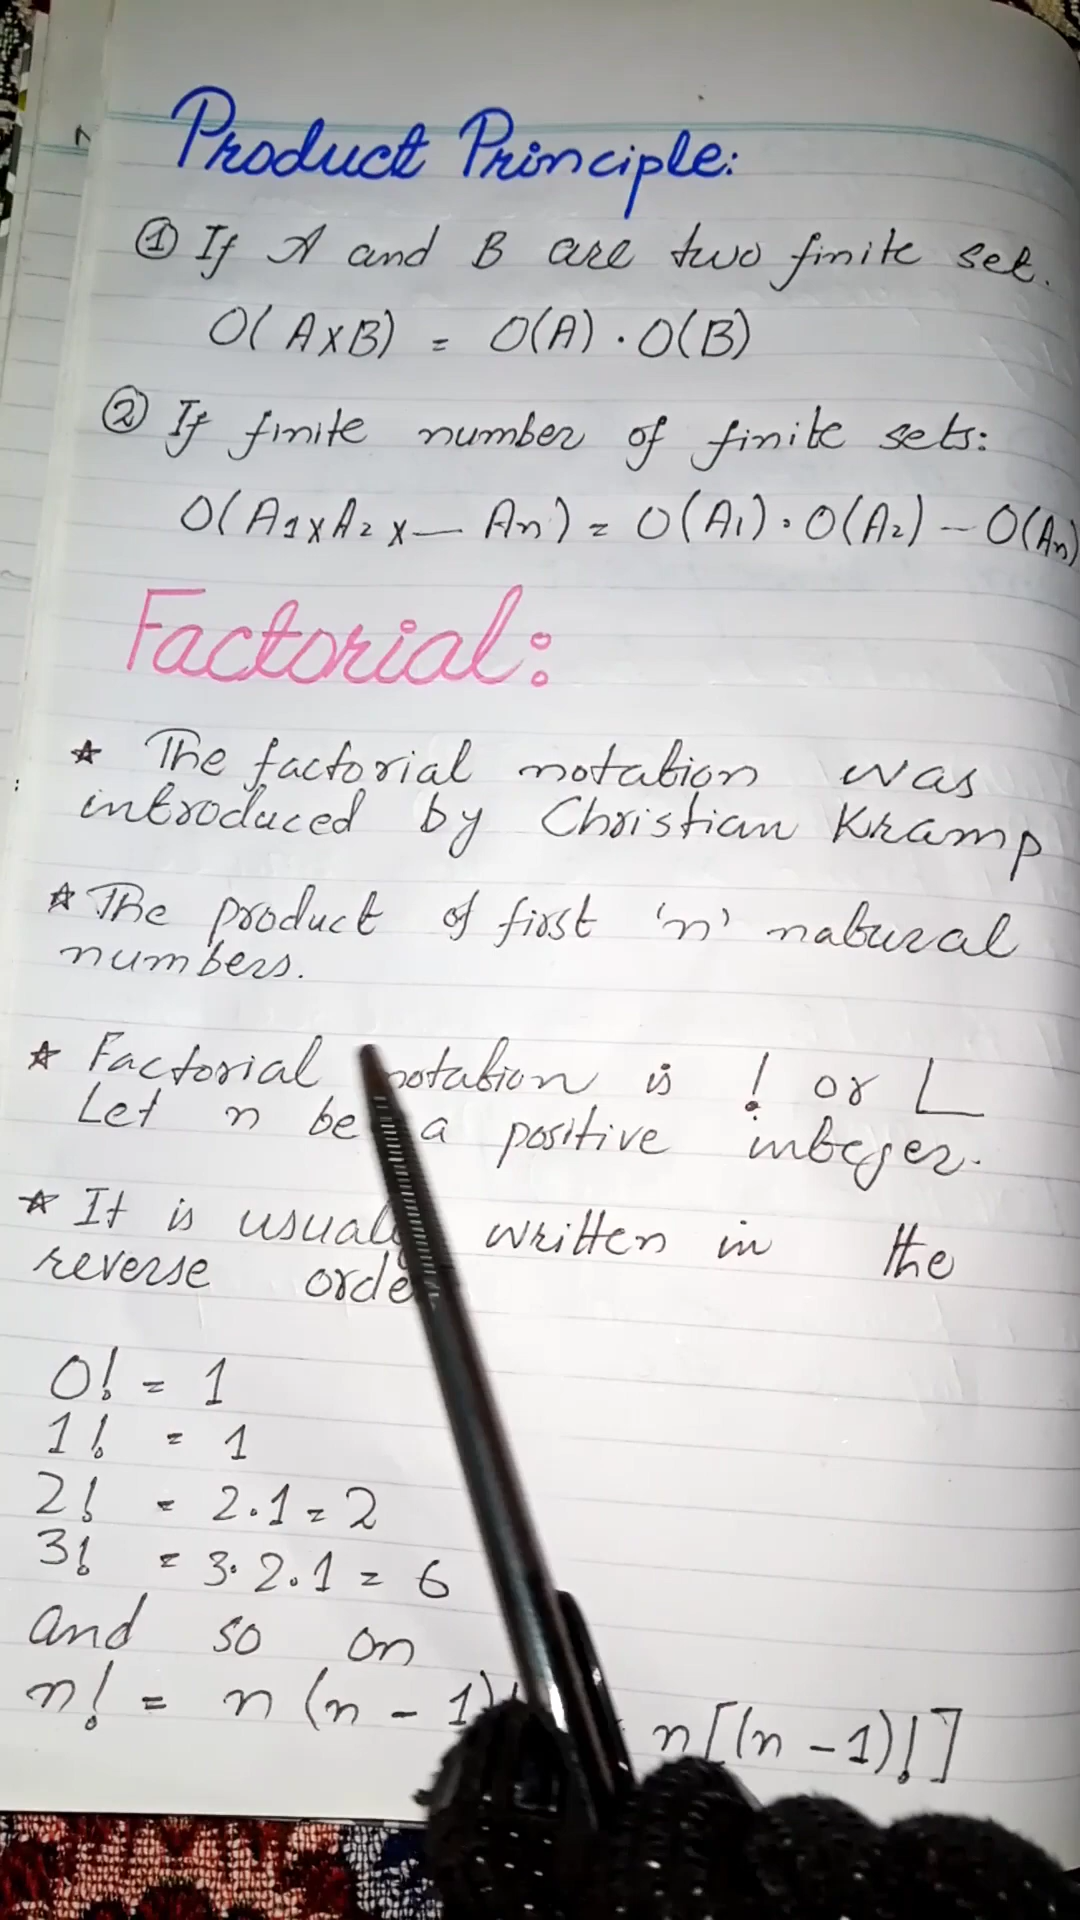 Product Principle:
① If A and B are two finite set.
O(A×B) = O(A) · O(B)
② If finite number of finite sets:
O(A₁×A₂×— An) = O(A₁) · O(A₂) — O(An)
Factorial:
★ The factorial notation was
introduced by Christian Kramp
★ The product of first 'n' natural
numbers.
★ Factorial notation is ! or L
Let n be a positive integer.
★ It is usually written in the
reverse order
0! = 1
1! = 1
2! = 2.1 = 2
3! = 3.2.1 = 6
and so on
n! = n (n - 1)! = n[(n - 1)!]